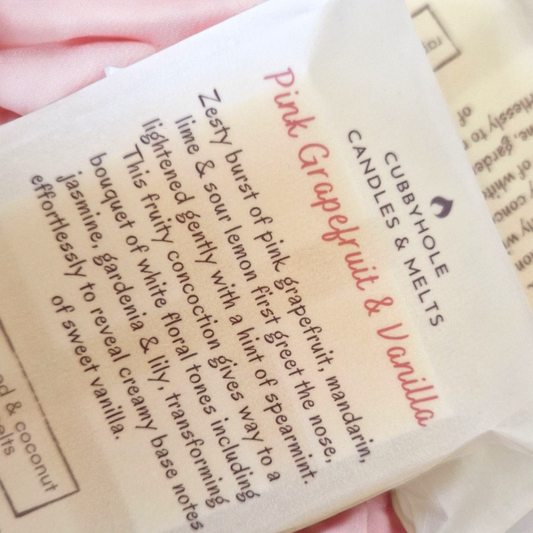 CUBBYHOLE
CANDLES & MELTS
Pink Grapefruit & Vanilla
Zesty burst of pink grapefruit, mandarin,
lime & sour lemon first greet the nose,
lightened gently with a hint of spearmint.
This fruity concoction gives way to a
bouquet of white floral tones including
jasmine, gardenia & lily, transforming
effortlessly to reveal creamy base notes
of sweet vanilla.
& coconut